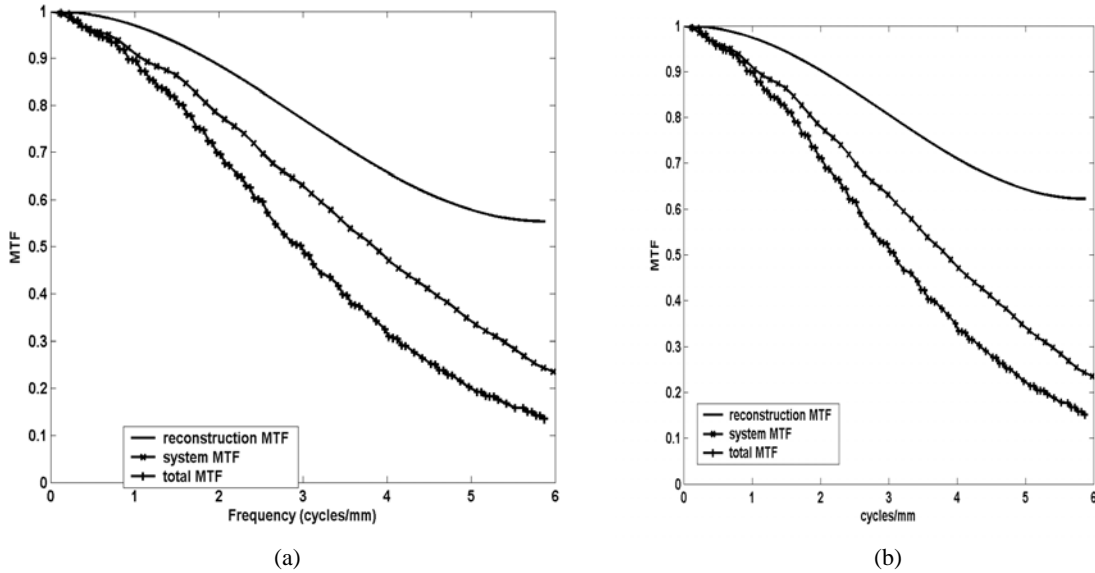 1
0.9
0.8
0.7
0.6
0.5
0.4
0.3
0.2
0.1
0
MTF
reconstruction MTF
system MTF
total MTF
0 1 2 3 4 5 6
Frequency (cycles/mm)
(a)
1
0.9
0.8
0.7
0.6
0.5
0.4
0.3
0.2
0.1
0
MTF
reconstruction MTF
system MTF
total MTF
0 1 2 3 4 5 6
cycles/mm
(b)